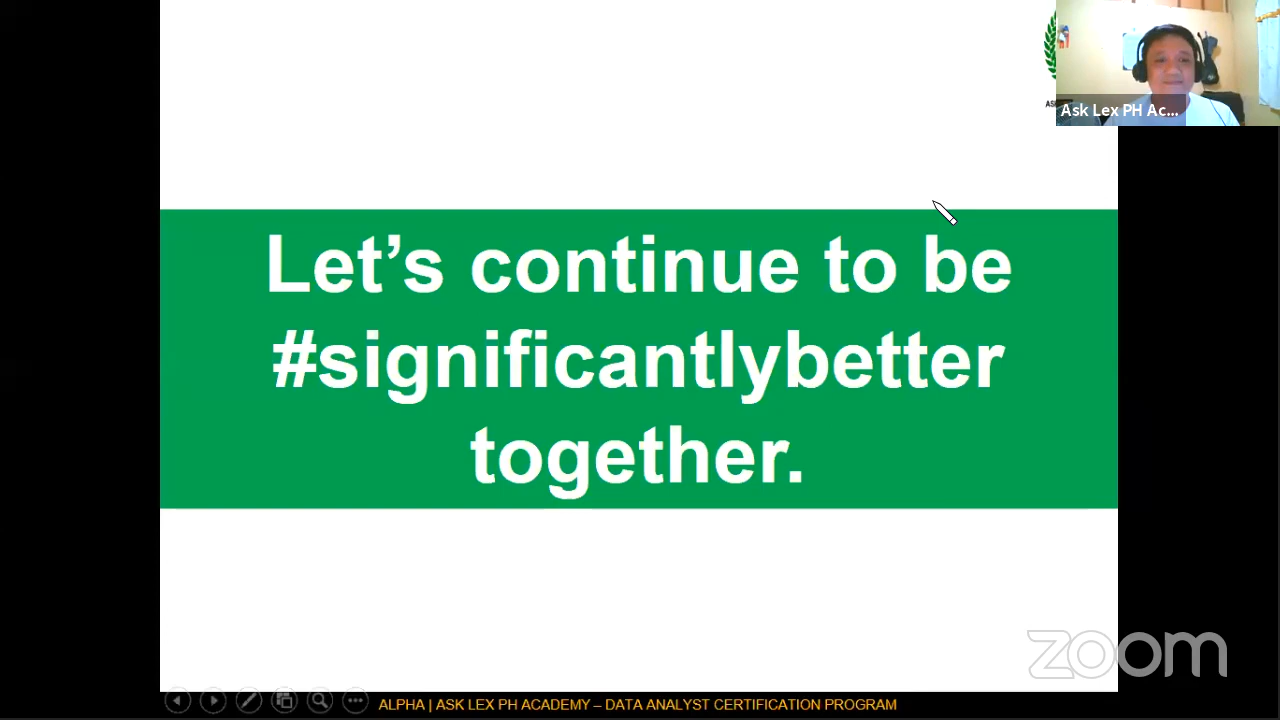 Ask Lex PH Ac...
Let’s continue to be
#significantlybetter
together.
zoom
ALPHA | ASK LEX PH ACADEMY – DATA ANALYST CERTIFICATION PROGRAM